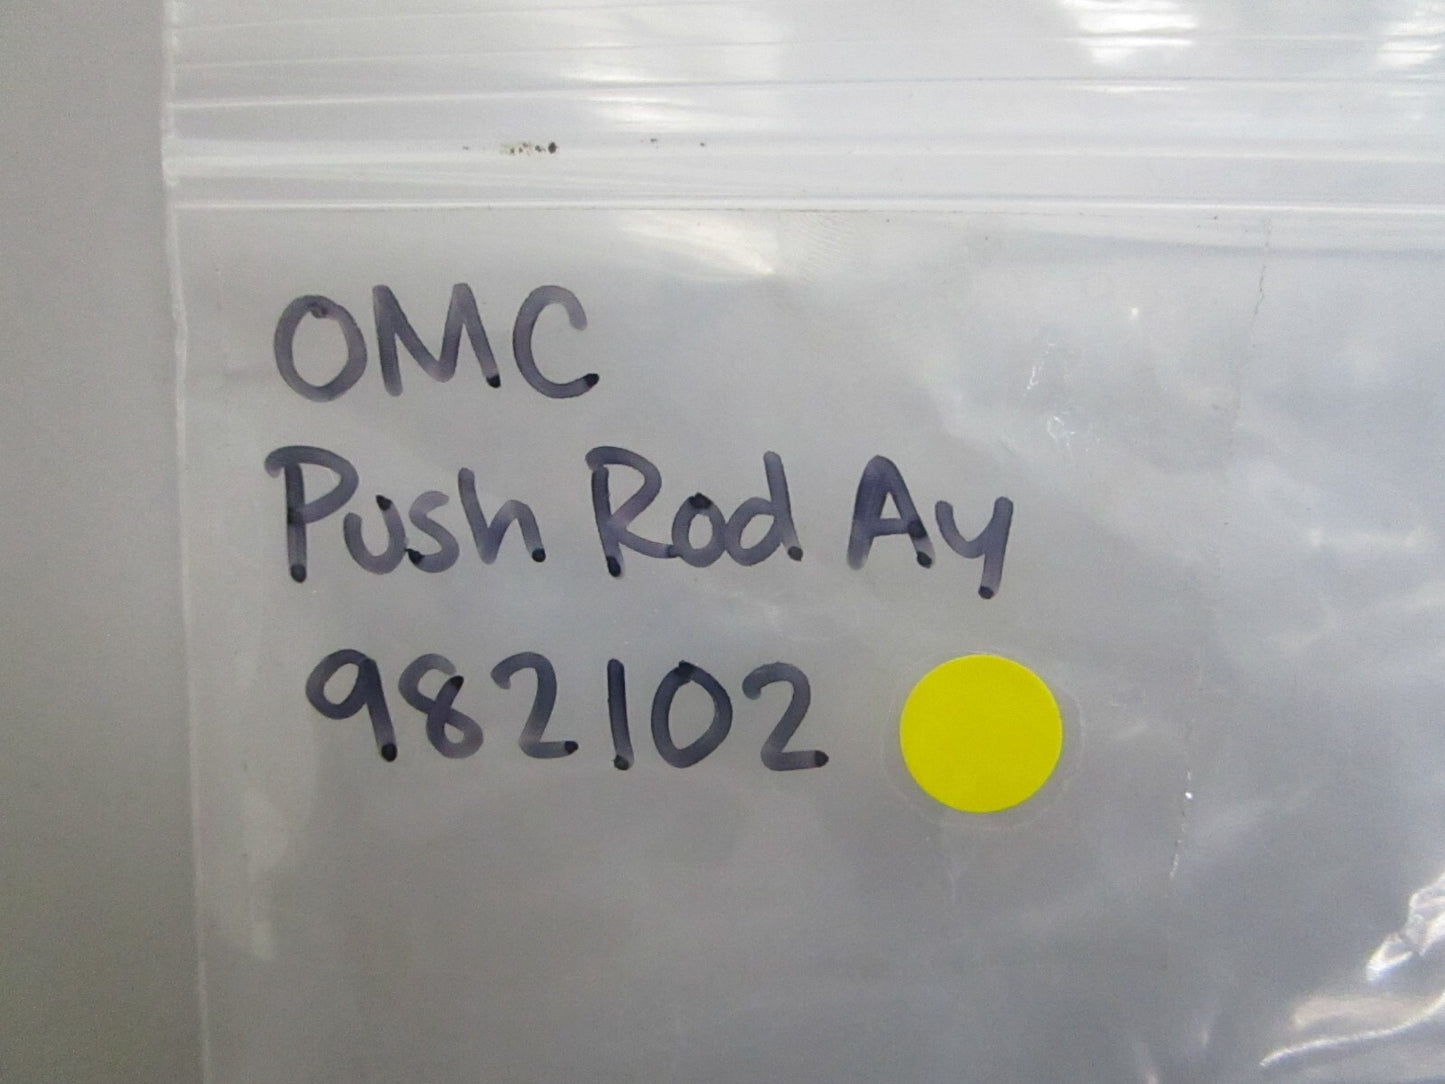 OMC
Push Rod Ay
982102